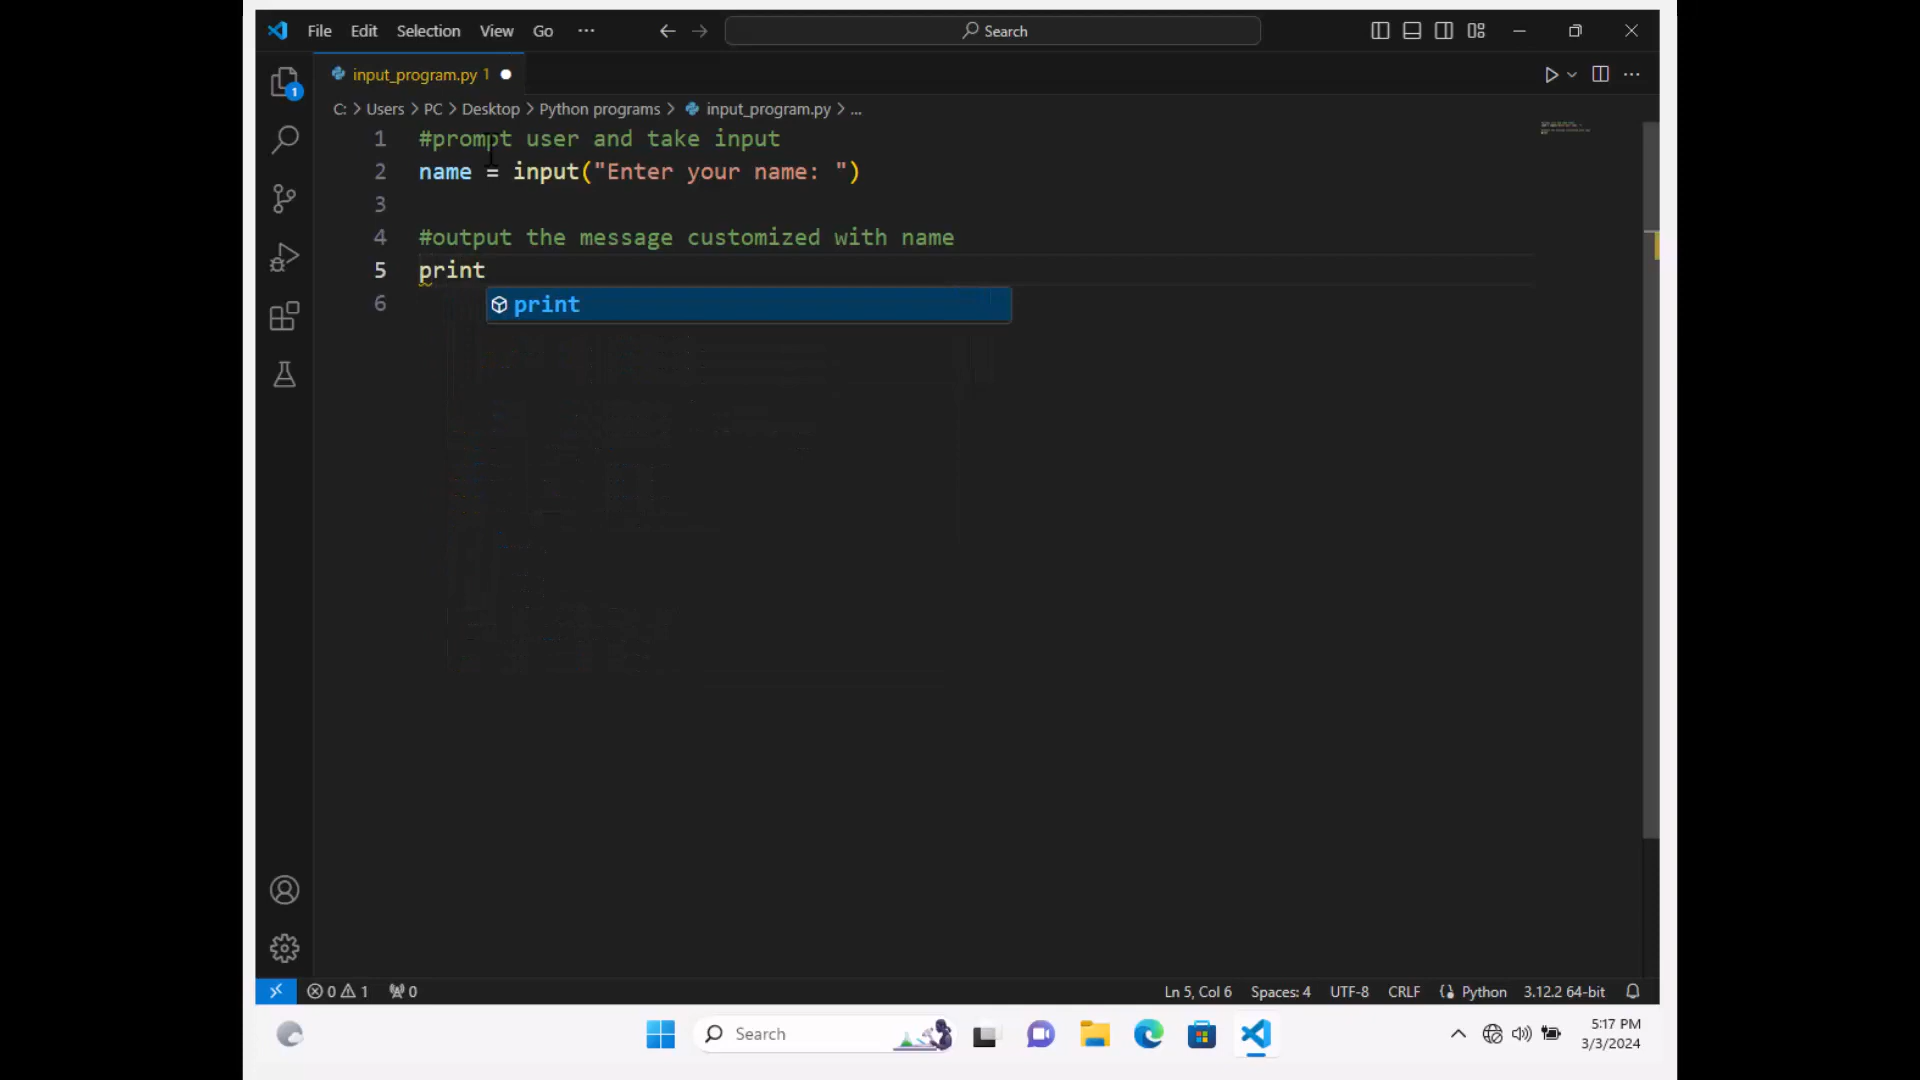 File Edit Selection View Go ··· Search
input_program.py 1
C: > Users > PC > Desktop > Python programs > input_program.py > ...
1 #prompt user and take input
2 name = input("Enter your name: ")
3
4 #output the message customized with name
5 print
print
6
1
0 1 0 Ln 5, Col 6 Spaces: 4 UTF-8 CRLF Python 3.12.2 64-bit
Search
5:17 PM
3/3/2024